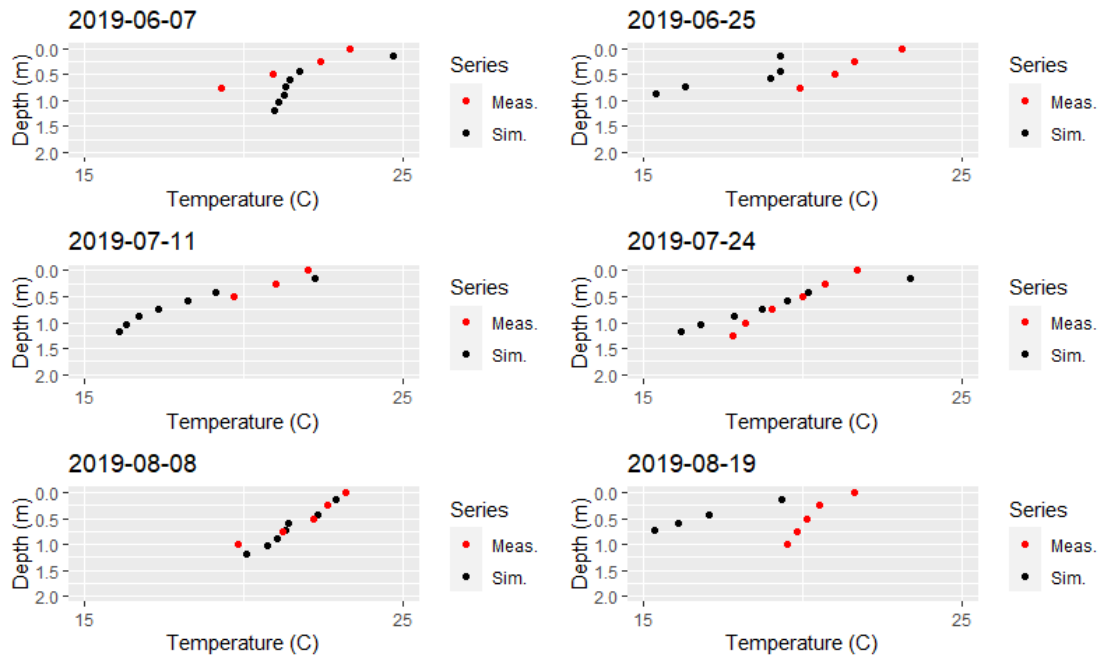 2019-06-07
Depth (m)
0.0
0.5
1.0
1.5
2.0
15
25
Temperature (C)
Series
Meas.
Sim.
2019-06-25
Depth (m)
0.0
0.5
1.0
1.5
2.0
15
25
Temperature (C)
Series
Meas.
Sim.
2019-07-11
Depth (m)
0.0
0.5
1.0
1.5
2.0
15
25
Temperature (C)
Series
Meas.
Sim.
2019-07-24
Depth (m)
0.0
0.5
1.0
1.5
2.0
15
25
Temperature (C)
Series
Meas.
Sim.
2019-08-08
Depth (m)
0.0
0.5
1.0
1.5
2.0
15
25
Temperature (C)
Series
Meas.
Sim.
2019-08-19
Depth (m)
0.0
0.5
1.0
1.5
2.0
15
25
Temperature (C)
Series
Meas.
Sim.